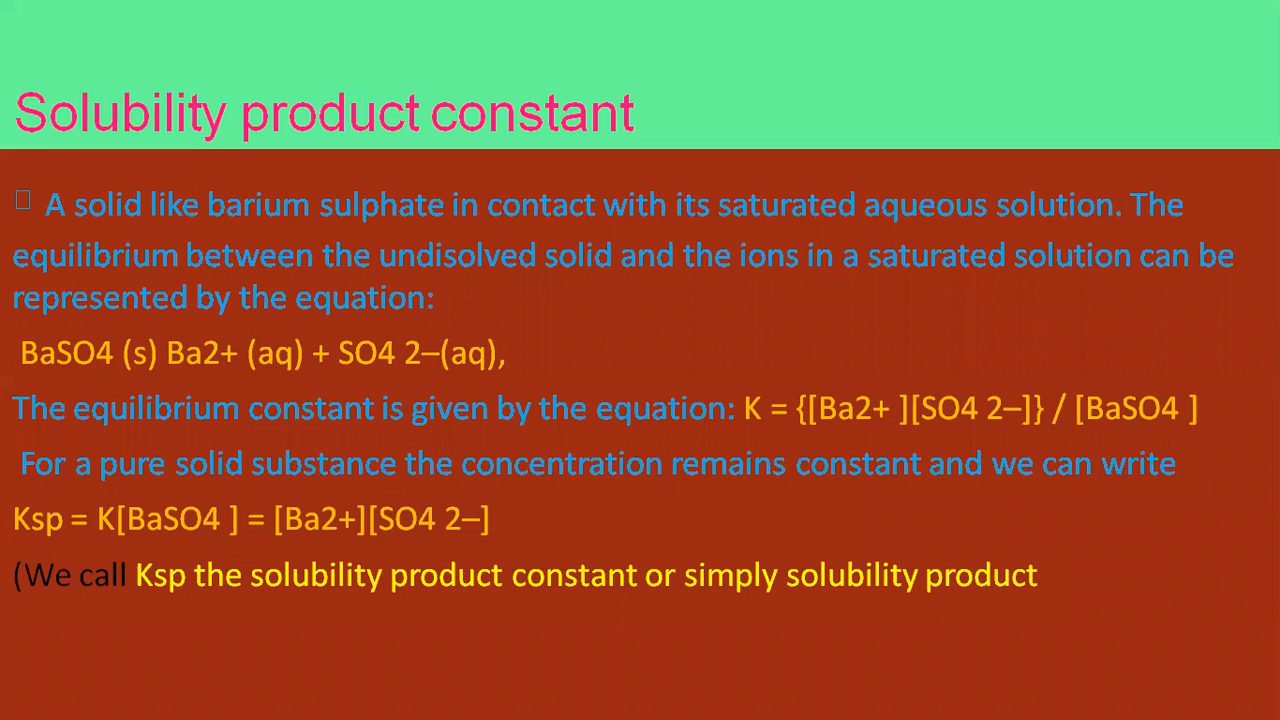 Solubility product constant
A solid like barium sulphate in contact with its saturated aqueous solution. The
equilibrium between the undisolved solid and the ions in a saturated solution can be
represented by the equation:
BaSO4 (s) Ba2+ (aq) + SO4 2–(aq),
The equilibrium constant is given by the equation: K = {[Ba2+ ][SO4 2–]} / [BaSO4 ]
For a pure solid substance the concentration remains constant and we can write
Ksp = K[BaSO4 ] = [Ba2+][SO4 2–]
(We call Ksp the solubility product constant or simply solubility product